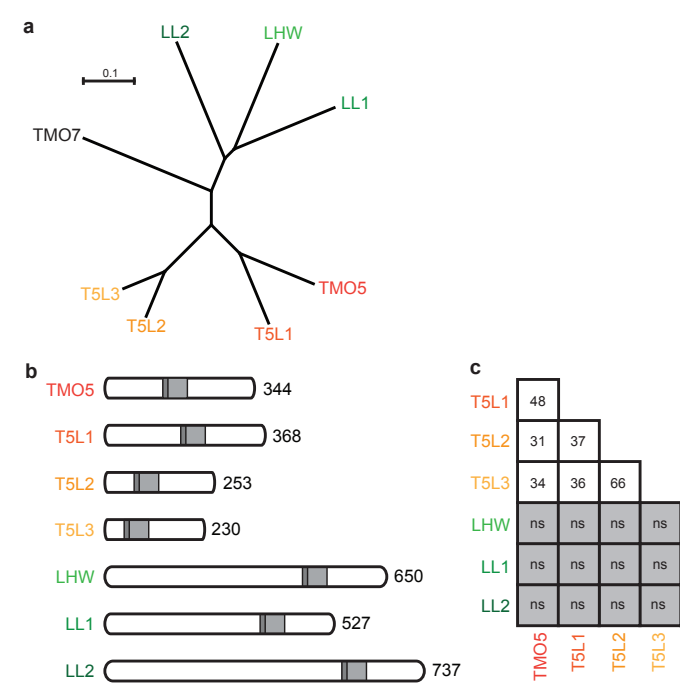 a
LL2
LHW
0.1
LL1
TMO7
TMO5
T5L3
T5L2
T5L1
b
TMO5 344
T5L1 368
T5L2 253
T5L3 230
LHW 650
LL1 527
LL2 737
c
T5L1 48
T5L2 31 37
T5L3 34 36 66
LHW ns ns ns ns
LL1 ns ns ns ns
LL2 ns ns ns ns
TMO5 T5L1 T5L2 T5L3